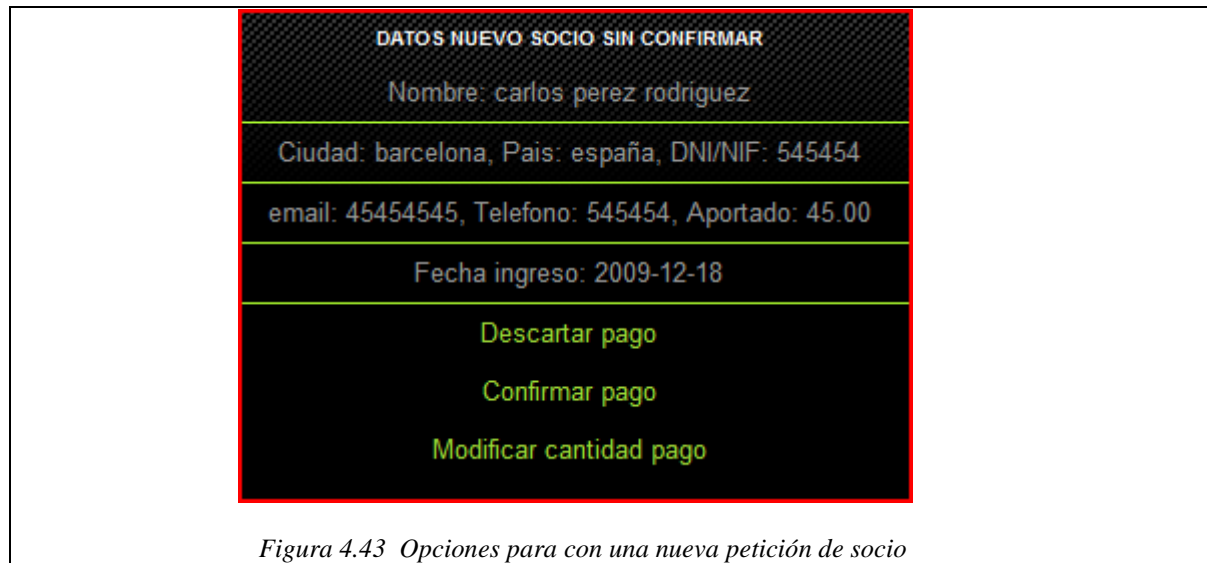 DATOS NUEVO SOCIO SIN CONFIRMAR
Nombre: carlos perez rodriguez
Ciudad: barcelona, Pais: españa, DNI/NIF: 545454
email: 45454545, Telefono: 545454, Aportado: 45.00
Fecha ingreso: 2009-12-18
Descartar pago
Confirmar pago
Modificar cantidad pago
Figura 4.43 Opciones para con una nueva petición de socio